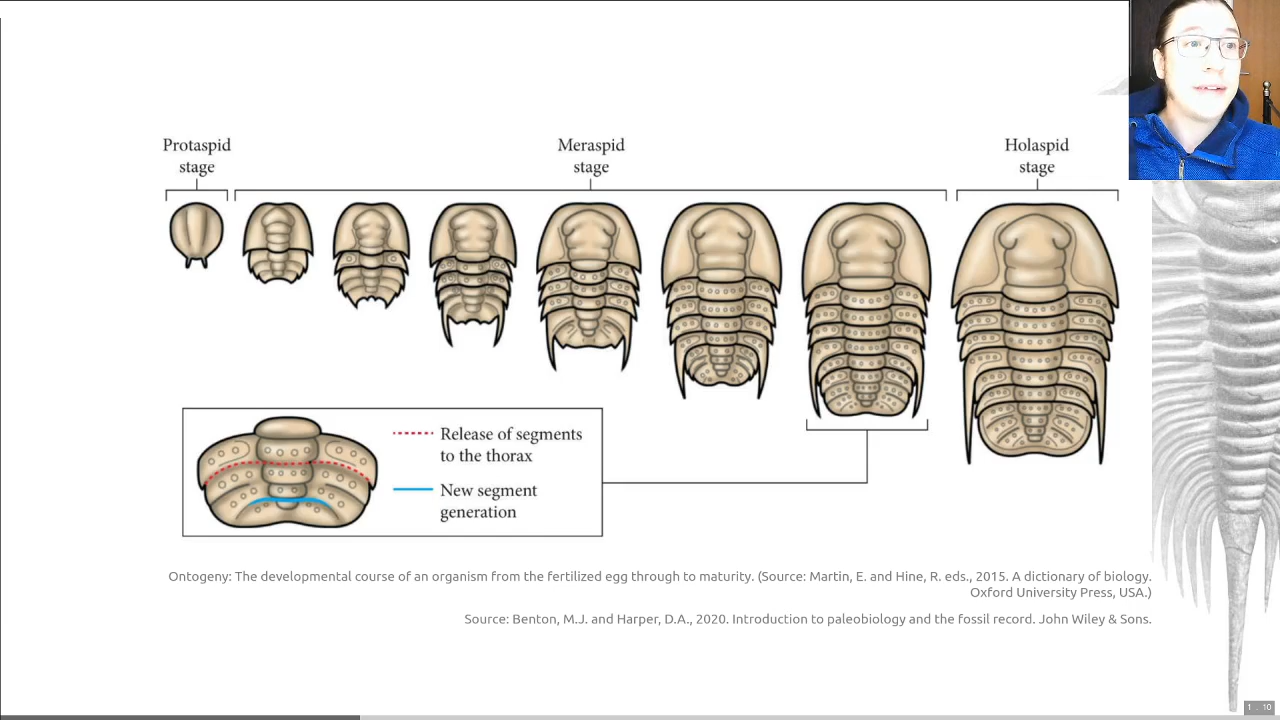 Protaspid
stage
Meraspid
stage
Holaspid
stage
Release of segments
to the thorax
New segment
generation
Ontogeny: The developmental course of an organism from the fertilized egg through to maturity. (Source: Martin, E. and Hine, R. eds., 2015. A dictionary of biology.
Oxford University Press, USA.)
Source: Benton, M.J. and Harper, D.A., 2020. Introduction to paleobiology and the fossil record. John Wiley & Sons.
1 . 10